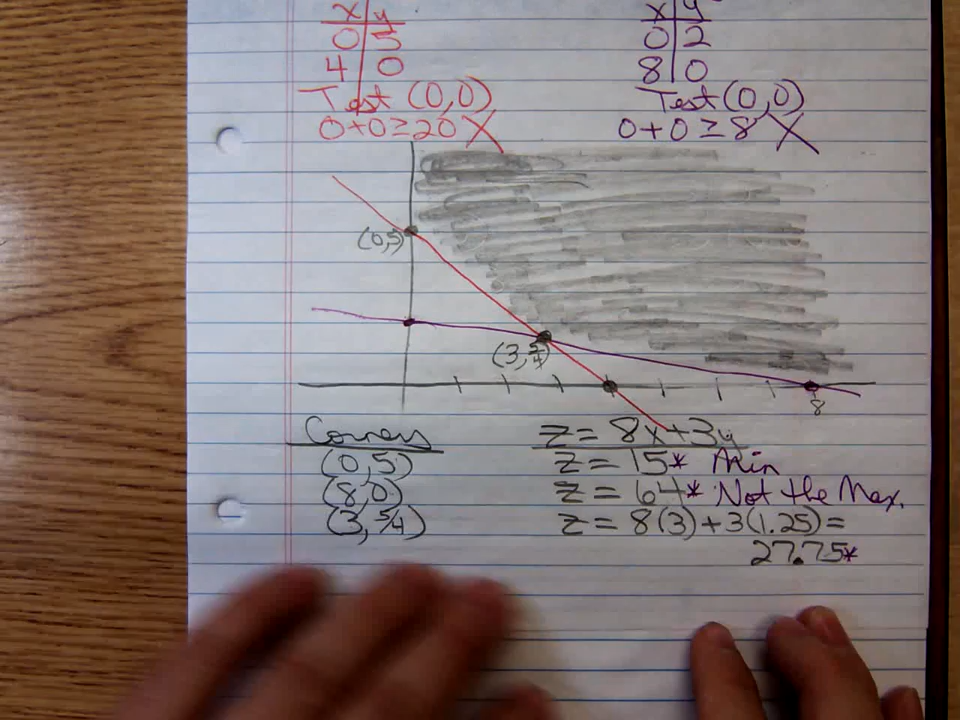 x y x y
0 5 0 2
4 0 8 0
Test (0,0) Test (0,0)
0+0≥20 X 0+0≥8 X
(0,5)
(3,5/4)
8
Corners z = 8x+3y
(0,5) z = 15* Min
(8,0) z = 64* Not the Max.
(3,5/4) z = 8(3)+3(1.25)=
27.75*